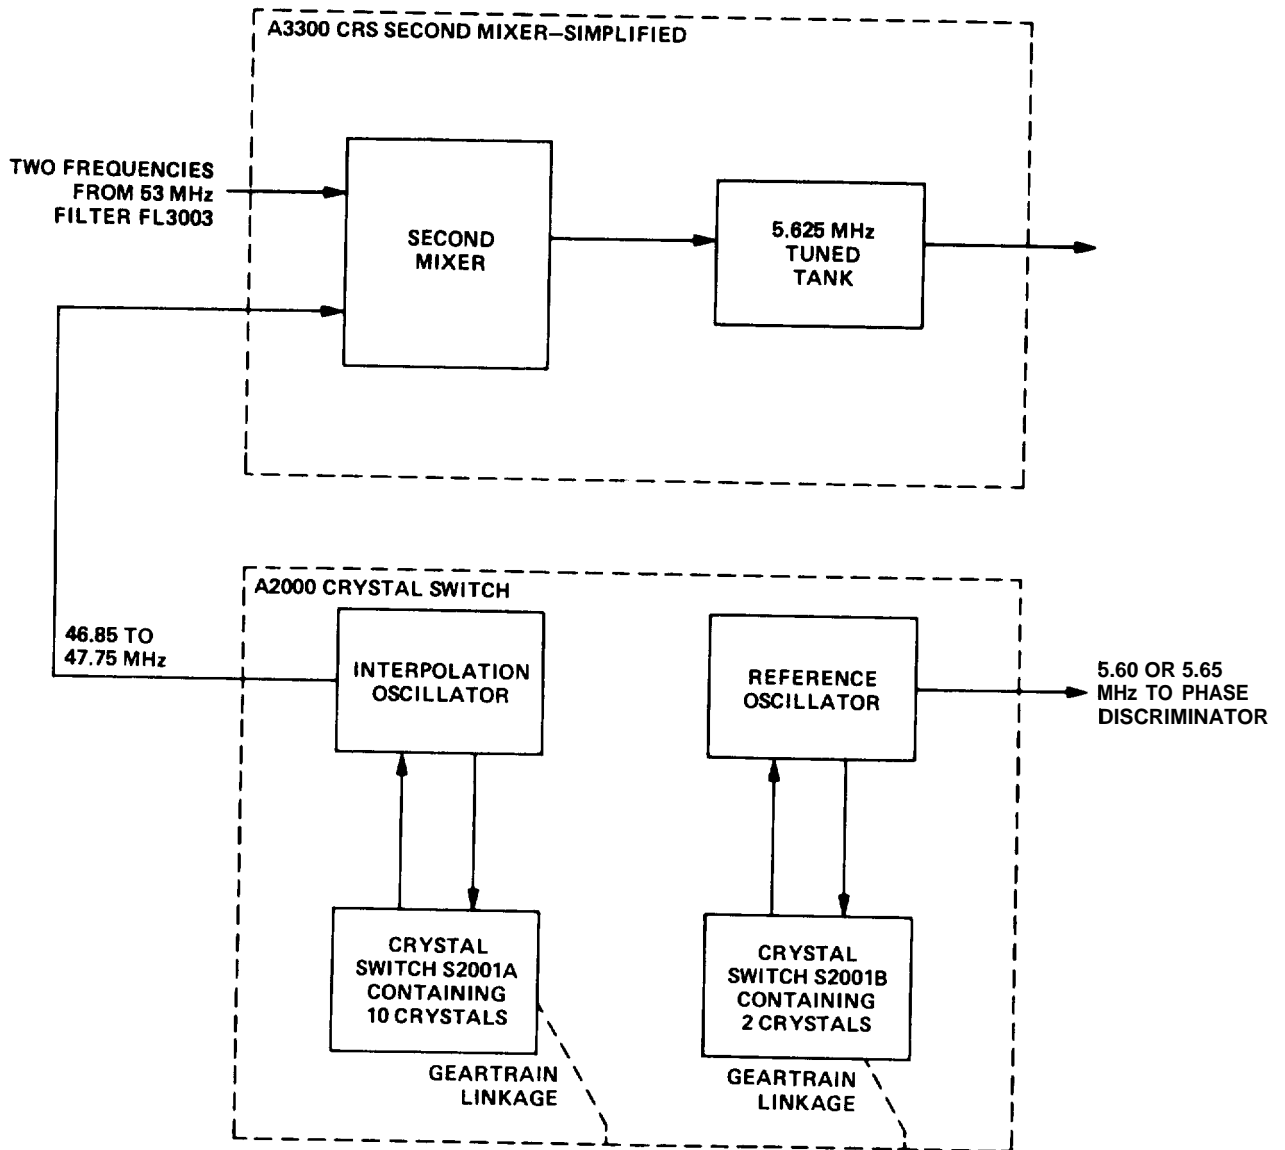 A3300 CRS SECOND MIXER—SIMPLIFIED
TWO FREQUENCIES
FROM 53 MHz
FILTER FL3003
SECOND
MIXER
5.625 MHz
TUNED
TANK
A2000 CRYSTAL SWITCH
46.85 TO
47.75 MHz
INTERPOLATION
OSCILLATOR
REFERENCE
OSCILLATOR
5.60 OR 5.65
MHz TO PHASE
DISCRIMINATOR
CRYSTAL
SWITCH S2001A
CONTAINING
10 CRYSTALS
CRYSTAL
SWITCH S2001B
CONTAINING
2 CRYSTALS
GEARTRAIN
LINKAGE
GEARTRAIN
LINKAGE